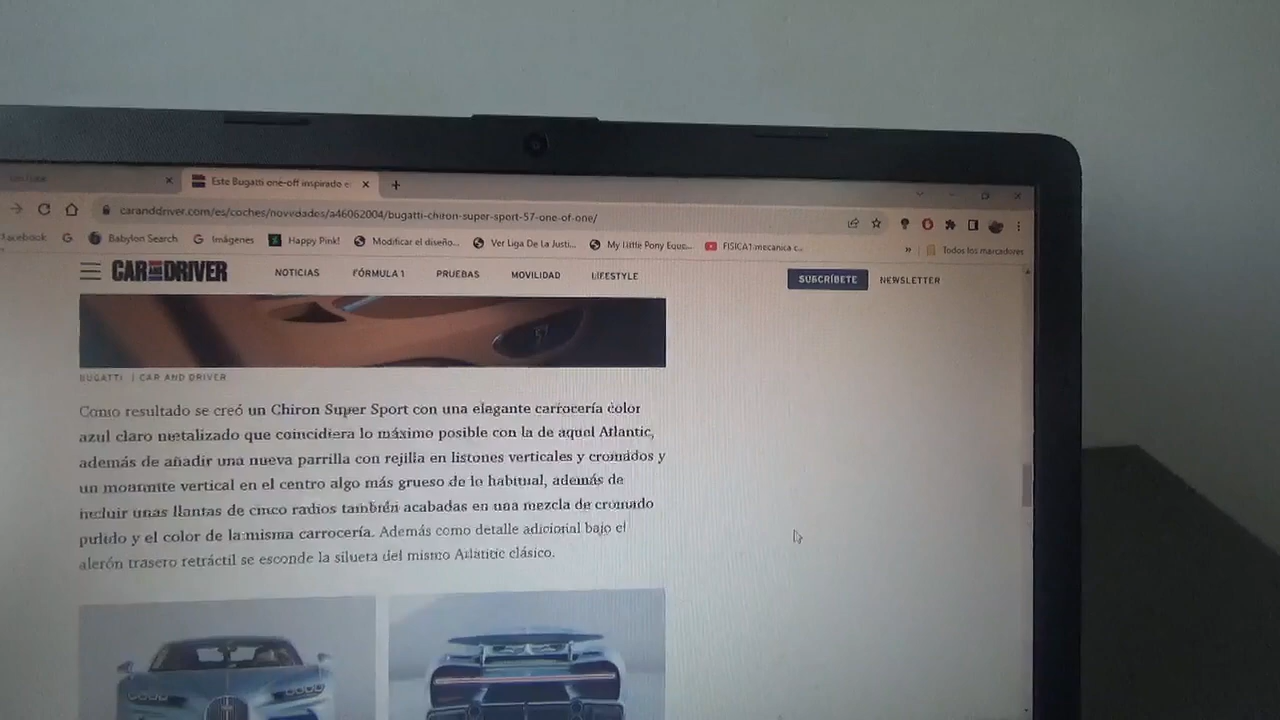 Este Bugatti one-off inspirado e
caranddriver.com/es/coches/novedades/a46062004/bugatti-chiron-super-sport-57-one-of-one/
Facebook
Babylon Search
Imágenes
Happy Pink!
Modificar el diseño...
Ver Liga De La Justi...
My Little Pony Eque...
FISICA1 mecanica c...
»
Todos los marcadores
CAR AND DRIVER
NOTICIAS
FÓRMULA 1
PRUEBAS
MOVILIDAD
LIFESTYLE
SUBSCRÍBETE
NEWSLETTER
57
BUGATTI | CAR AND DRIVER
Como resultado se creó un Chiron Super Sport con una elegante carrocería color
azul claro metalizado que coincidiera lo máximo posible con la de aquel Atlantic,
además de añadir una nueva parrilla con rejilla en listones verticales y cromados y
un montante vertical en el centro algo más grueso de lo habitual, además de
incluir unas llantas de cinco radios también acabadas en una mezcla de cromado
pulido y el color de la misma carrocería. Además como detalle adicional bajo el
alerón trasero retráctil se esconde la silueta del mismo Atlantic clásico.